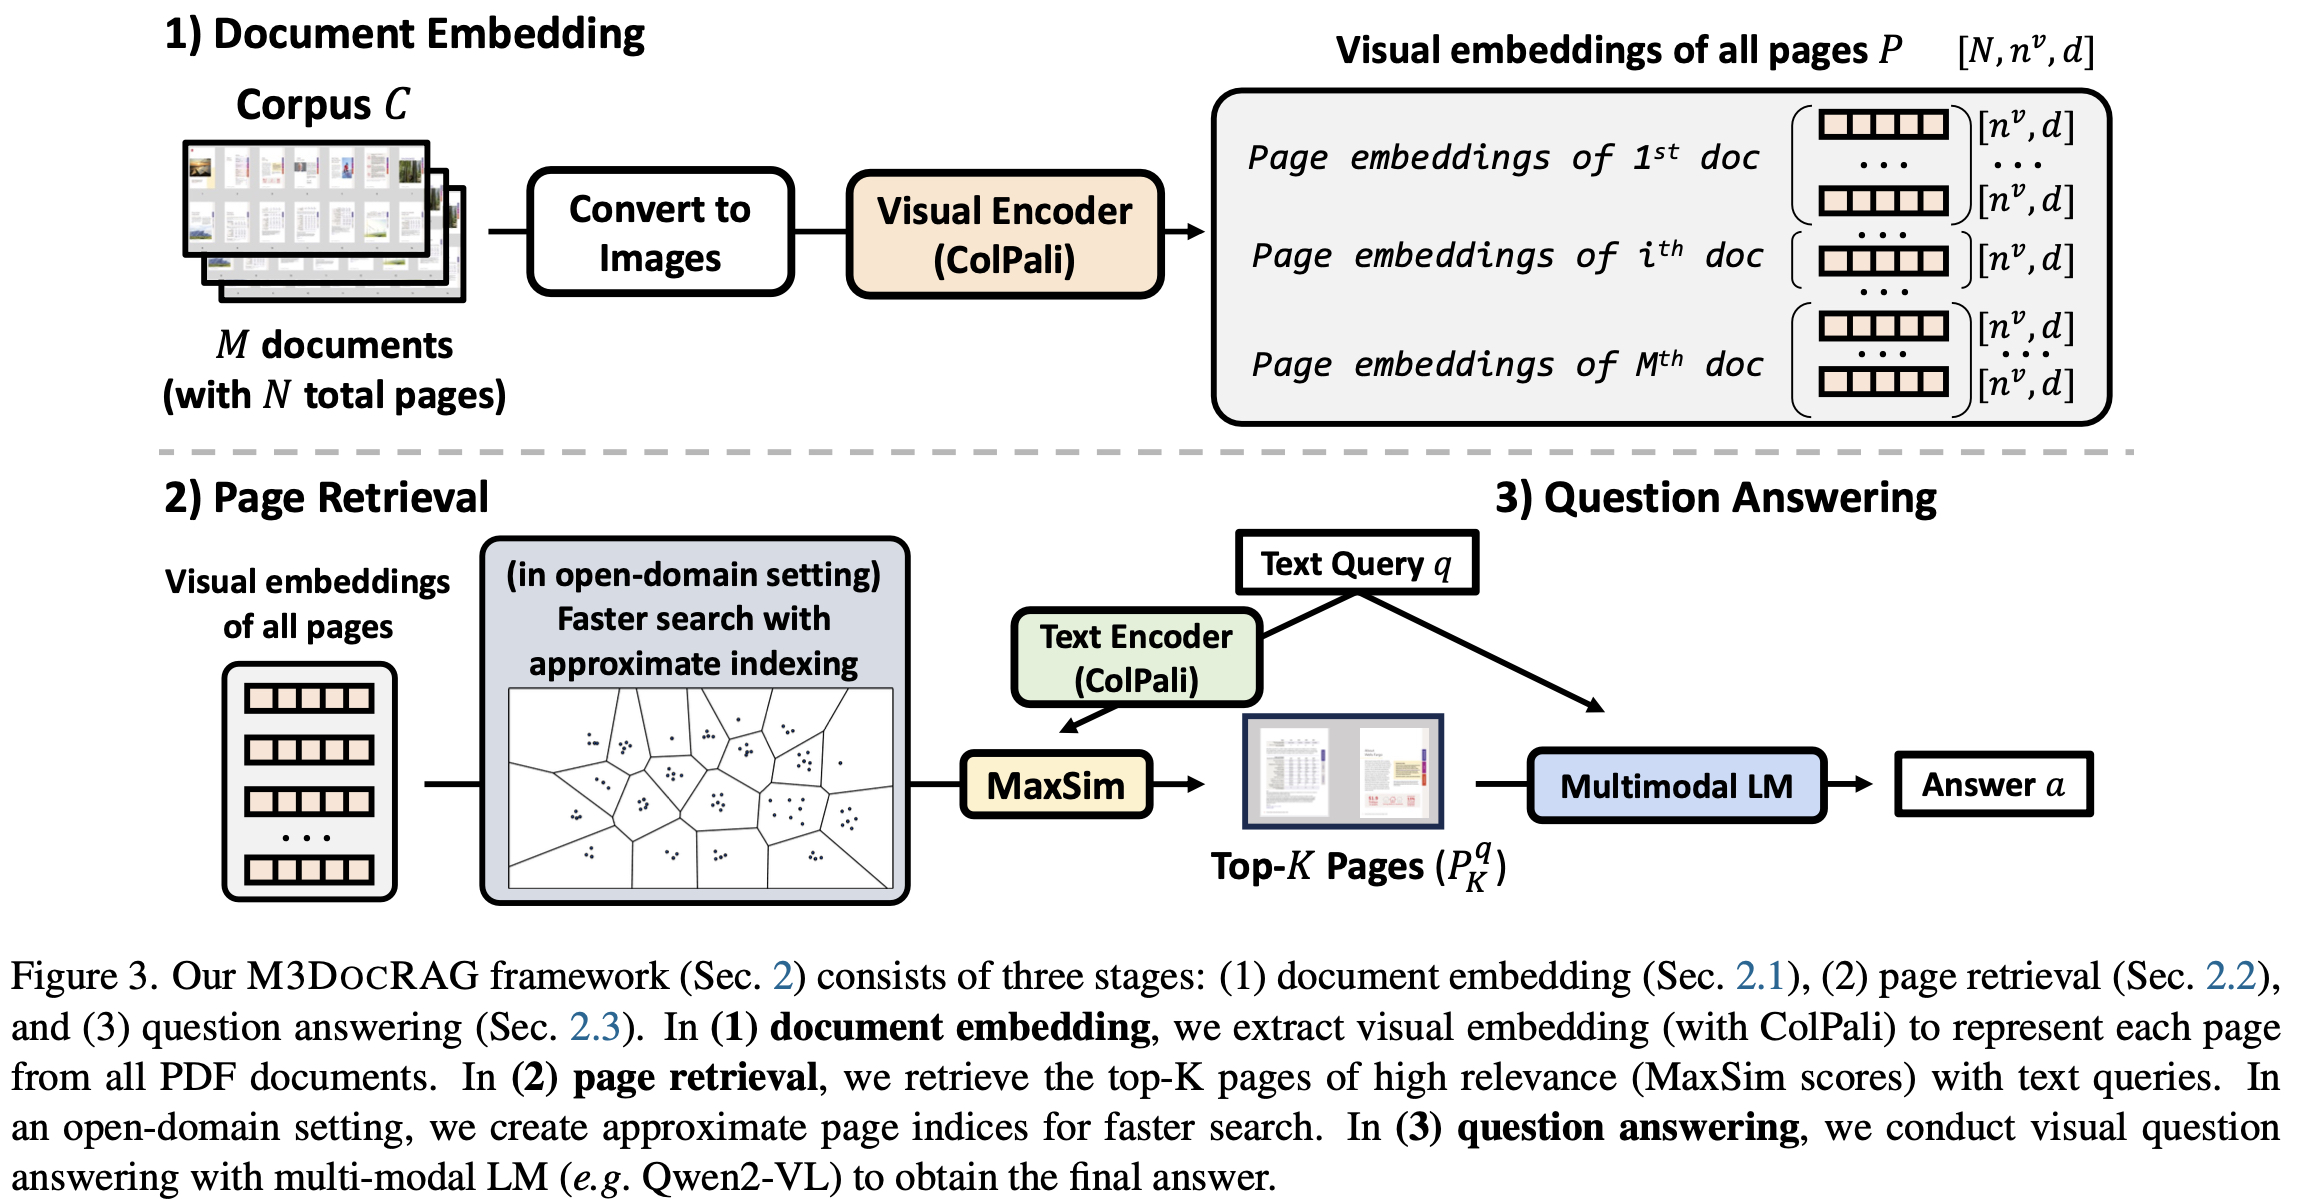 1) Document Embedding
Corpus C
M documents
(with N total pages)
Convert to
Images
Visual Encoder
(ColPali)
Visual embeddings of all pages P [N, nᵛ, d]
Page embeddings of 1ˢᵗ doc
[nᵛ, d]
· · ·
[nᵛ, d]
· · ·
Page embeddings of iᵗʰ doc
[nᵛ, d]
· · ·
Page embeddings of Mᵗʰ doc
[nᵛ, d]
· · ·
[nᵛ, d]
2) Page Retrieval
Visual embeddings
of all pages
· · ·
(in open-domain setting)
Faster search with
approximate indexing
Text Encoder
(ColPali)
MaxSim
Top-K Pages (P_K^q)
3) Question Answering
Text Query q
Multimodal LM
Answer a
Figure 3. Our M3DOCRAG framework (Sec. 2) consists of three stages: (1) document embedding (Sec. 2.1), (2) page retrieval (Sec. 2.2),
and (3) question answering (Sec. 2.3). In (1) document embedding, we extract visual embedding (with ColPali) to represent each page
from all PDF documents. In (2) page retrieval, we retrieve the top-K pages of high relevance (MaxSim scores) with text queries. In
an open-domain setting, we create approximate page indices for faster search. In (3) question answering, we conduct visual question
answering with multi-modal LM (e.g. Qwen2-VL) to obtain the final answer.